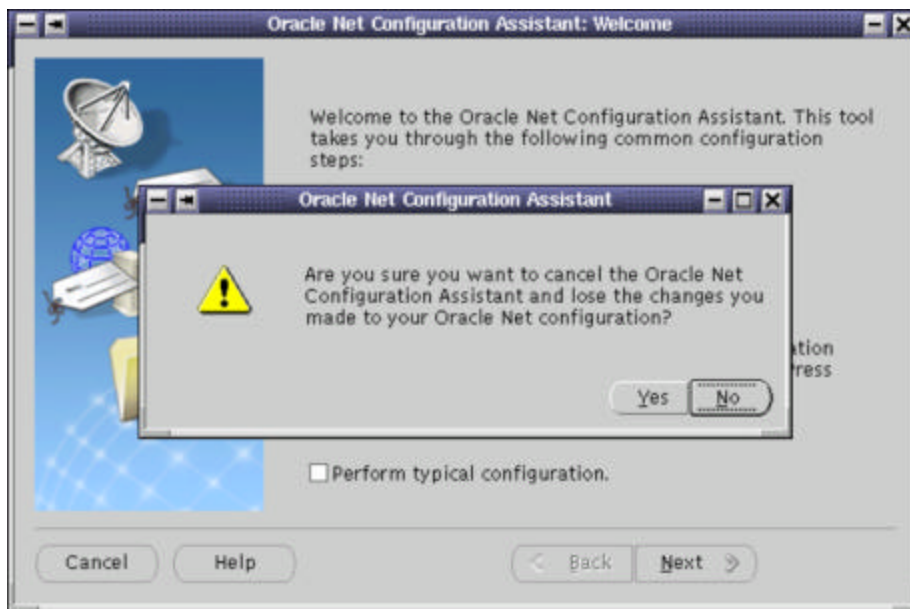 Oracle Net Configuration Assistant: Welcome
Welcome to the Oracle Net Configuration Assistant. This tool
takes you through the following common configuration
steps:
Oracle Net Configuration Assistant
Are you sure you want to cancel the Oracle Net
Configuration Assistant and lose the changes you
made to your Oracle Net configuration?
Yes No
Perform typical configuration.
Cancel Help < Back Next